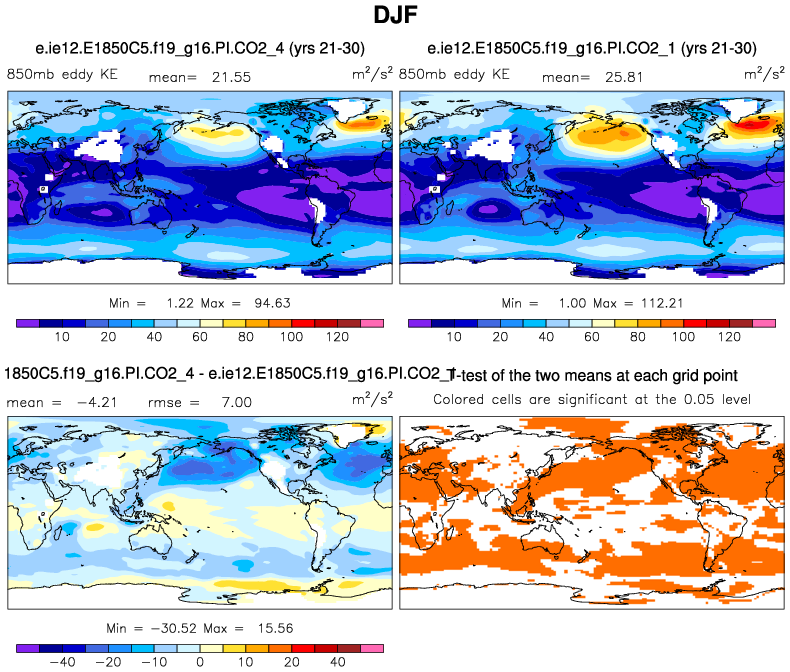 DJF
e.ie12.E1850C5.f19_g16.PI.CO2_4 (yrs 21-30)
e.ie12.E1850C5.f19_g16.PI.CO2_1 (yrs 21-30)
850mb eddy KE mean= 21.55 m²/s²
850mb eddy KE mean= 25.81 m²/s²
Min = 1.22 Max = 94.63
Min = 1.00 Max = 112.21
10 20 40 60 80 100 120
10 20 40 60 80 100 120
1850C5.f19_g16.PI.CO2_4 - e.ie12.E1850C5.f19_g16.PI.CO2_
T-test of the two means at each grid point
mean = −4.21 rmse = 7.00 m²/s²
Colored cells are significant at the 0.05 level
Min = −30.52 Max = 15.56
−40 −20 −10 0 10 20 40